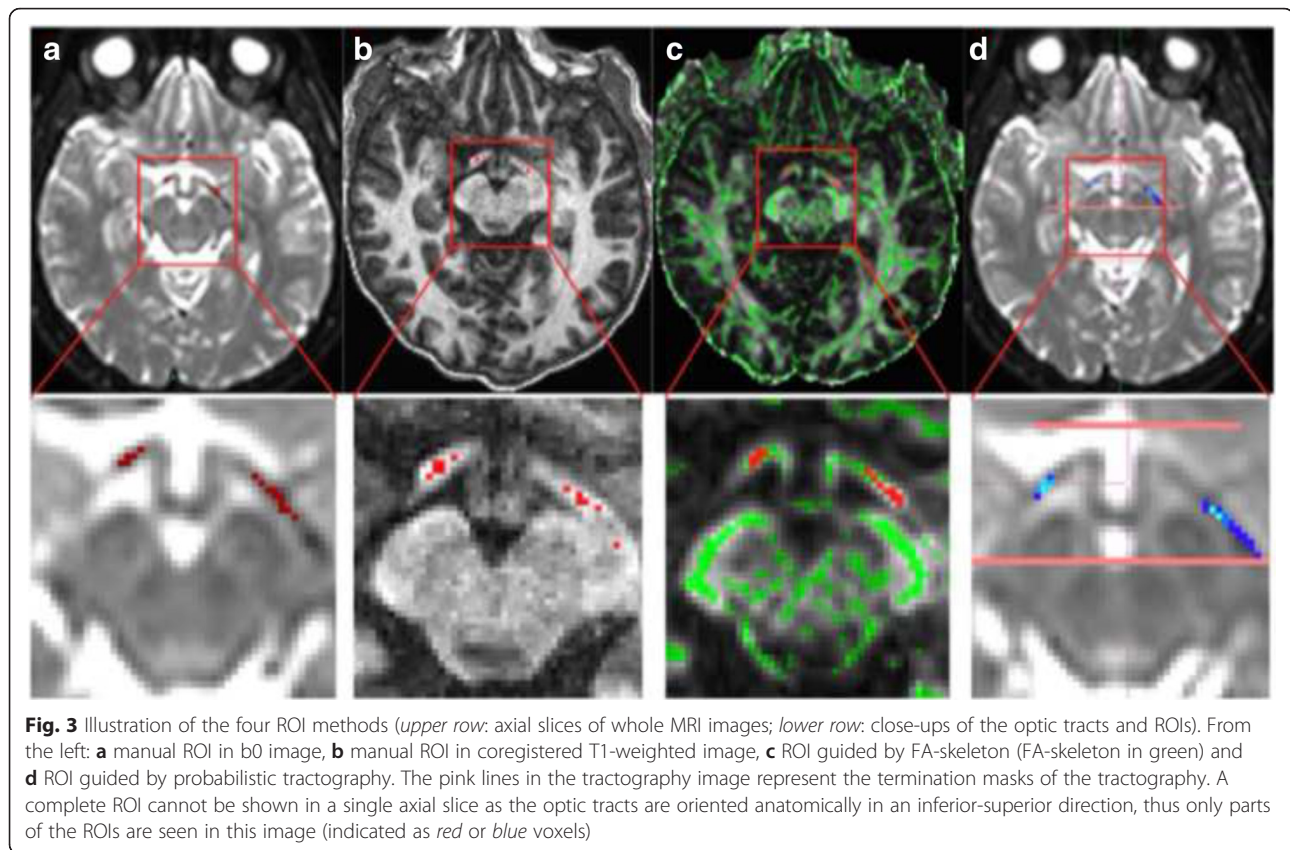 a b c d
Fig. 3 Illustration of the four ROI methods (upper row: axial slices of whole MRI images; lower row: close-ups of the optic tracts and ROIs). From
the left: a manual ROI in b0 image, b manual ROI in coregistered T1-weighted image, c ROI guided by FA-skeleton (FA-skeleton in green) and
d ROI guided by probabilistic tractography. The pink lines in the tractography image represent the termination masks of the tractography. A
complete ROI cannot be shown in a single axial slice as the optic tracts are oriented anatomically in an inferior-superior direction, thus only parts
of the ROIs are seen in this image (indicated as red or blue voxels)